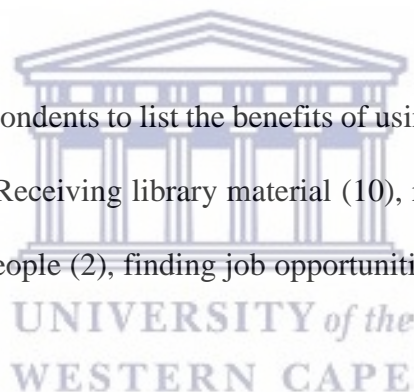 ondents to list the benefits of usi
Receiving library material (10),
eople (2), finding job opportuniti
UNIVERSITY of the
WESTERN CAPE